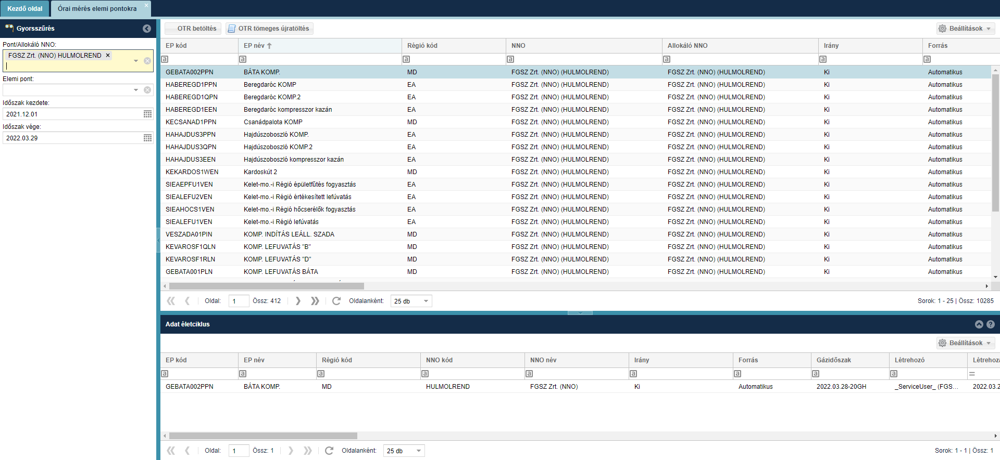 Kezdő oldal
Órai mérés elemi pontokra
Gyorsszűrés
Pont/Allokáló NNO:
FGSZ Zrt. (NNO) HULMOLREND
Elemi pont:
Időszak kezdete:
2021.12.01
Időszak vége:
2022.03.29
OTR betöltés OTR tömeges újratöltés Beállítások
EP kód EP név Régió kód NNO Allokáló NNO Irány Forrás
GEBATA002PPN BÁTA KOMP. MD FGSZ Zrt. (NNO) (HULMOLREND) FGSZ Zrt. (NNO) (HULMOLREND) Ki Automatikus
HABEREGD1PPN Beregdaróc KOMP EA FGSZ Zrt. (NNO) (HULMOLREND) FGSZ Zrt. (NNO) (HULMOLREND) Ki Automatikus
HABEREGD1QPN Beregdaróc KOMP.2 EA FGSZ Zrt. (NNO) (HULMOLREND) FGSZ Zrt. (NNO) (HULMOLREND) Ki Automatikus
HABEREGD1EEN Beregdaróc kompresszor kazán EA FGSZ Zrt. (NNO) (HULMOLREND) FGSZ Zrt. (NNO) (HULMOLREND) Ki Automatikus
KECSANAD1PPN Csanádpalota KOMP MD FGSZ Zrt. (NNO) (HULMOLREND) FGSZ Zrt. (NNO) (HULMOLREND) Ki Automatikus
HAHAJDUS3PPN Hajdúszoboszló KOMP. EA FGSZ Zrt. (NNO) (HULMOLREND) FGSZ Zrt. (NNO) (HULMOLREND) Ki Automatikus
HAHAJDUS3QPN Hajdúszoboszló KOMP.2 EA FGSZ Zrt. (NNO) (HULMOLREND) FGSZ Zrt. (NNO) (HULMOLREND) Ki Automatikus
HAHAJDUS3EEN Hajdúszoboszló kompresszor kazán EA FGSZ Zrt. (NNO) (HULMOLREND) FGSZ Zrt. (NNO) (HULMOLREND) Ki Automatikus
KEKARDOS1WEN Kardoskút 2 MD FGSZ Zrt. (NNO) (HULMOLREND) FGSZ Zrt. (NNO) (HULMOLREND) Ki Automatikus
SIEAEPFU1VEN Kelet-mo.-i Régió épületfűtés fogyasztás EA FGSZ Zrt. (NNO) (HULMOLREND) FGSZ Zrt. (NNO) (HULMOLREND) Ki Automatikus
SIEALEFU2VEN Kelet-mo.-i Régió értékesített lefúvatás EA FGSZ Zrt. (NNO) (HULMOLREND) FGSZ Zrt. (NNO) (HULMOLREND) Ki Automatikus
SIEAHOCS1VEN Kelet-mo.-i Régió hőcserélők fogyasztás EA FGSZ Zrt. (NNO) (HULMOLREND) FGSZ Zrt. (NNO) (HULMOLREND) Ki Automatikus
SIEALEFU1VEN Kelet-mo.-i Régió lefúvatás EA FGSZ Zrt. (NNO) (HULMOLREND) FGSZ Zrt. (NNO) (HULMOLREND) Ki Automatikus
VESZADA01PIN KOMP. INDÍTÁS LEÁLL. SZADA MD FGSZ Zrt. (NNO) (HULMOLREND) FGSZ Zrt. (NNO) (HULMOLREND) Ki Automatikus
KEVAROSF1QLN KOMP. LEFUVATÁS "B" MD FGSZ Zrt. (NNO) (HULMOLREND) FGSZ Zrt. (NNO) (HULMOLREND) Ki Automatikus
KEVAROSF1RLN KOMP. LEFUVATÁS "D" MD FGSZ Zrt. (NNO) (HULMOLREND) FGSZ Zrt. (NNO) (HULMOLREND) Ki Automatikus
GEBATA001PLN KOMP. LEFUVATÁS BÁTA MD FGSZ Zrt. (NNO) (HULMOLREND) FGSZ Zrt. (NNO) (HULMOLREND) Ki Automatikus
Oldal: 1 Össz: 412 Oldalanként: 25 db Sorok: 1 - 25 | Össz: 10285
Adat életciklus
Beállítások
EP kód EP név Régió kód NNO kód NNO név Irány Forrás Gázidőszak Létrehozó Létrehoza
GEBATA002PPN BÁTA KOMP. MD HULMOLREND FGSZ Zrt. (NNO) Ki Automatikus 2022.03.28-20GH _ServiceUser_ (FGS... 2022.03.2
Oldal: 1 Össz: 1 Oldalanként: 25 db Sorok: 1 - 1 | Össz: 1